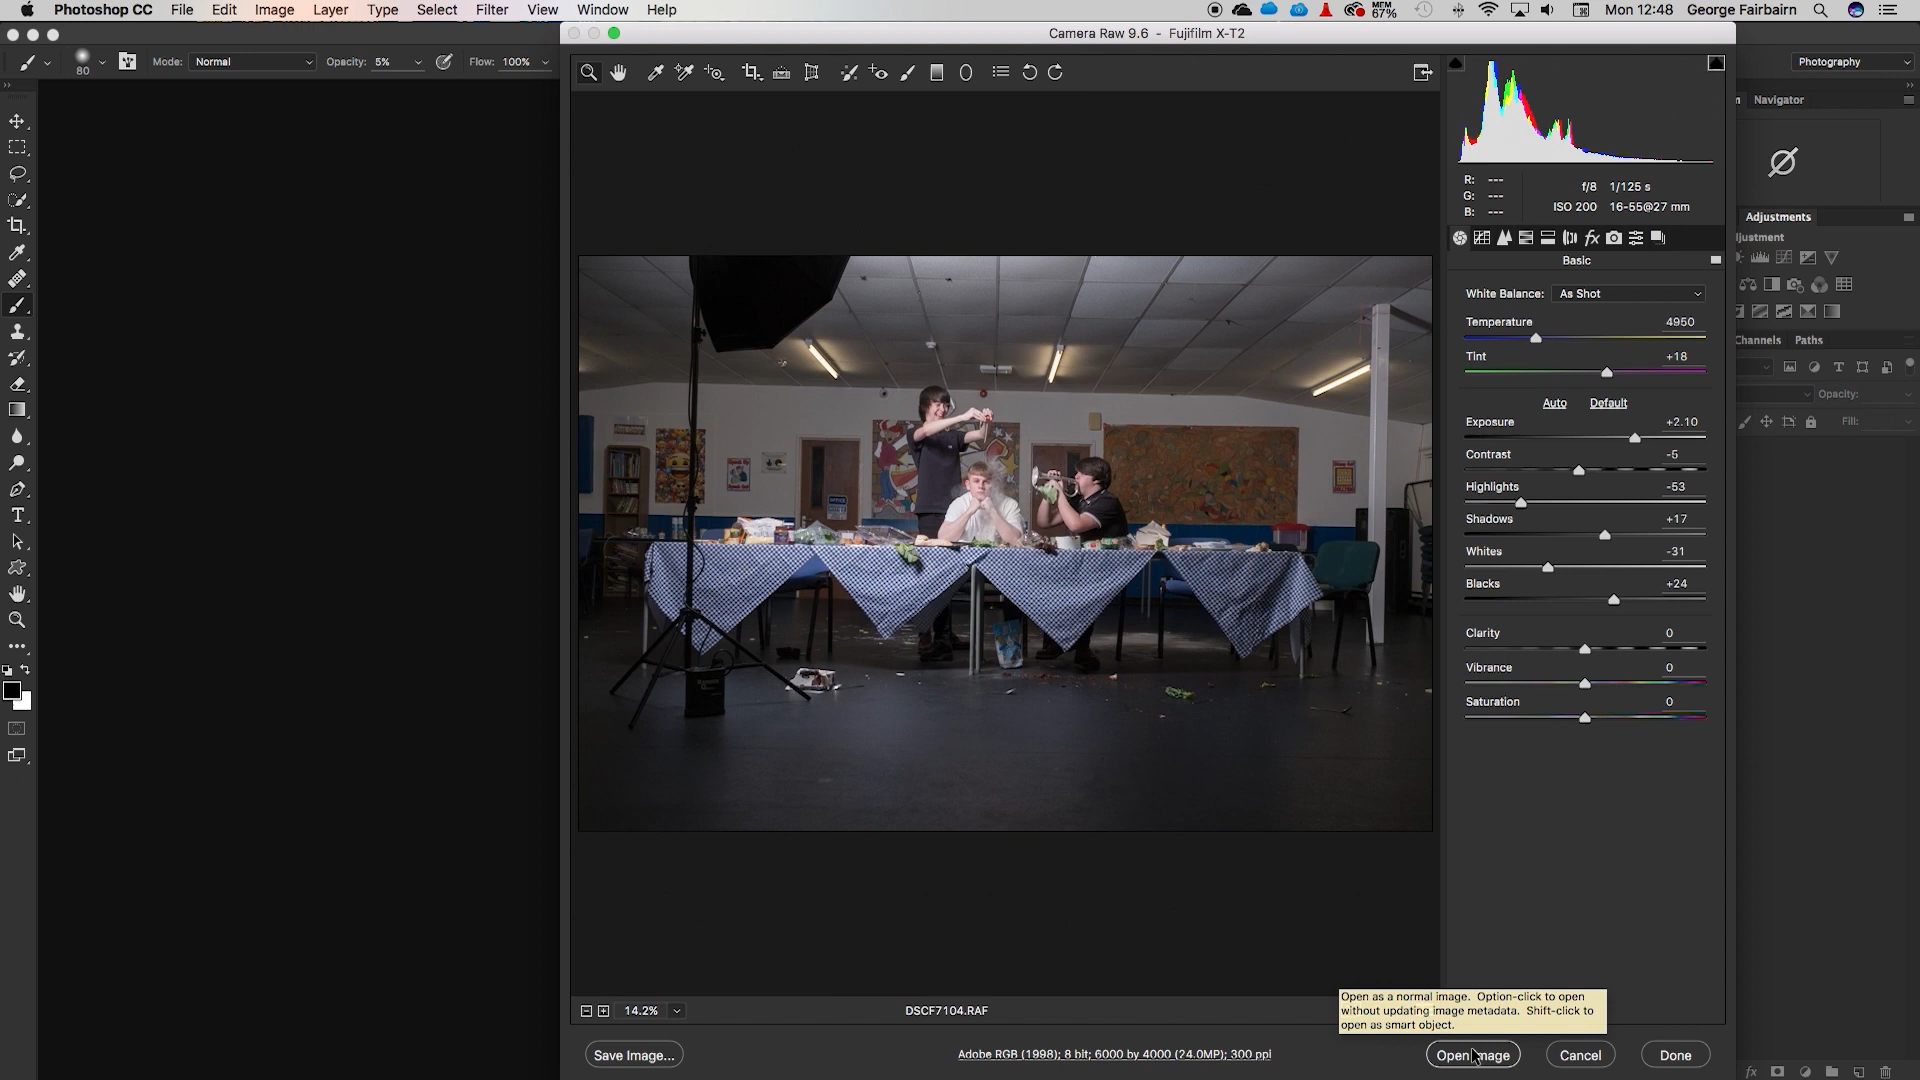 Photoshop CC File Edit Image Layer Type Select Filter View Window Help
MEM 67% Mon 12:48 George Fairbairn
Camera Raw 9.6 - Fujifilm X-T2
80 Mode: Normal Opacity: 5% Flow: 100%
Photography
Navigator
R: ---
G: ---
B: ---
f/8 1/125 s
ISO 200 16-55@27 mm
Adjustments
Basic
White Balance: As Shot
Temperature 4950
Tint +18
Auto Default
Exposure +2.10
Contrast -5
Highlights -53
Shadows +17
Whites -31
Blacks +24
Clarity 0
Vibrance 0
Saturation 0
djustment
Channels Paths
Opacity:
Fill:
14.2% DSCF7104.RAF
Open as a normal image. Option-click to open
without updating image metadata. Shift-click to
open as smart object.
Save Image... Adobe RGB (1998); 8 bit; 6000 by 4000 (24.0MP); 300 ppi Open Image Cancel Done